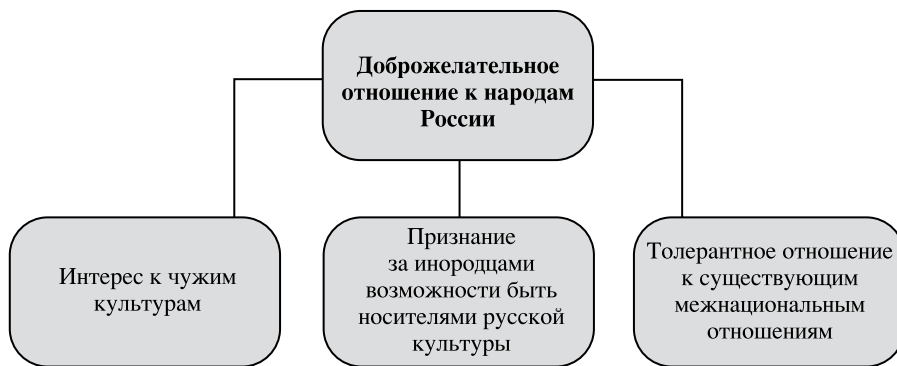 Доброжелательное
отношение к народам
России
Интерес к чужим
культурам
Признание
за инородцами
возможности быть
носителями русской
культуры
Толерантное отношение
к существующим
межнациональным
отношениям